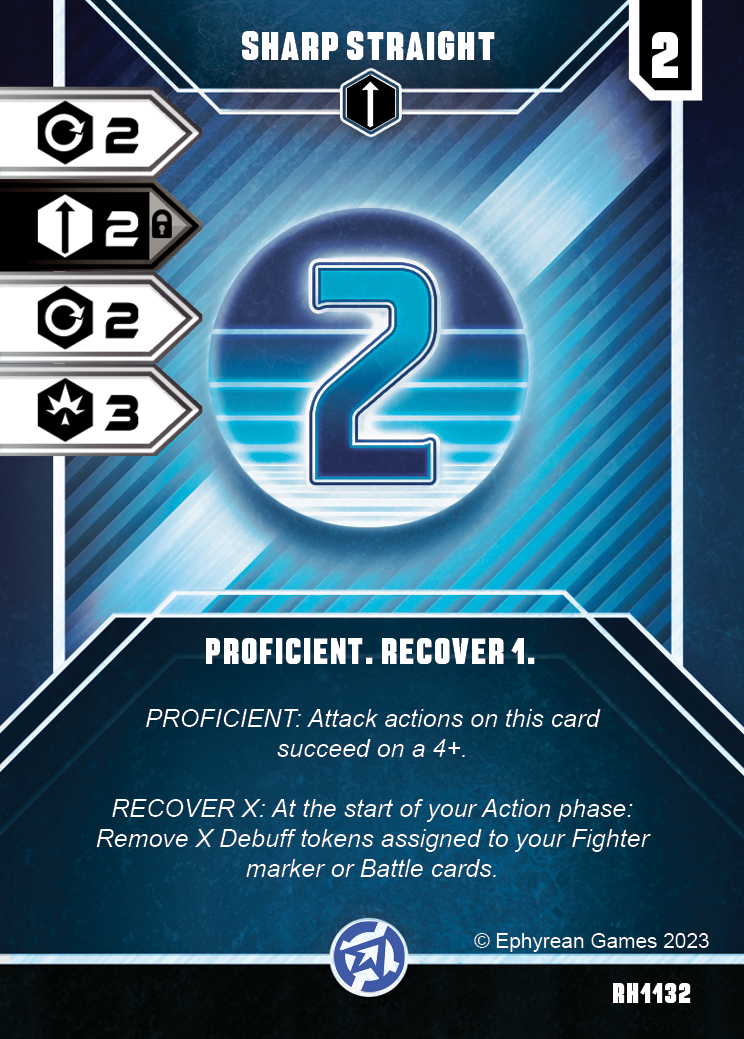 SHARP STRAIGHT
2
2
2
2
3
2
PROFICIENT. RECOVER 1.
PROFICIENT: Attack actions on this card
succeed on a 4+.
RECOVER X: At the start of your Action phase:
Remove X Debuff tokens assigned to your Fighter
marker or Battle cards.
© Ephyrean Games 2023
RH1132